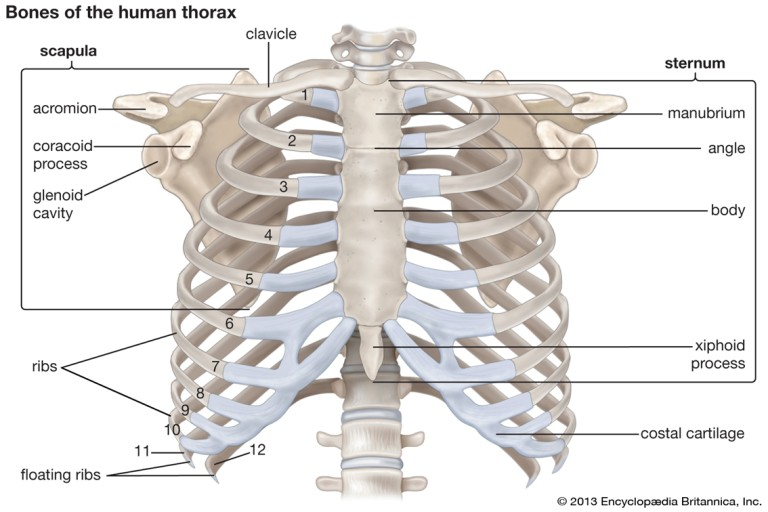 Bones of the human thorax
clavicle
scapula
sternum
acromion
coracoid
process
glenoid
cavity
manubrium
angle
body
xiphoid
process
costal cartilage
ribs
floating ribs
1
2
3
4
5
6
7
8
9
10
11
12
© 2013 Encyclopædia Britannica, Inc.